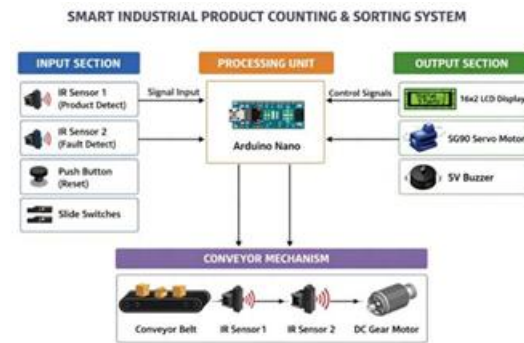 SMART INDUSTRIAL PRODUCT COUNTING & SORTING SYSTEM
INPUT SECTION
IR Sensor 1
(Product Detect)
IR Sensor 2
(Fault Detect)
Push Button
(Reset)
Slide Switches
Signal Input
PROCESSING UNIT
Arduino Nano
Control Signals
OUTPUT SECTION
16x2 LCD Display
SG90 Servo Motor
5V Buzzer
CONVEYOR MECHANISM
Conveyor Belt
IR Sensor 1
IR Sensor 2
DC Gear Motor